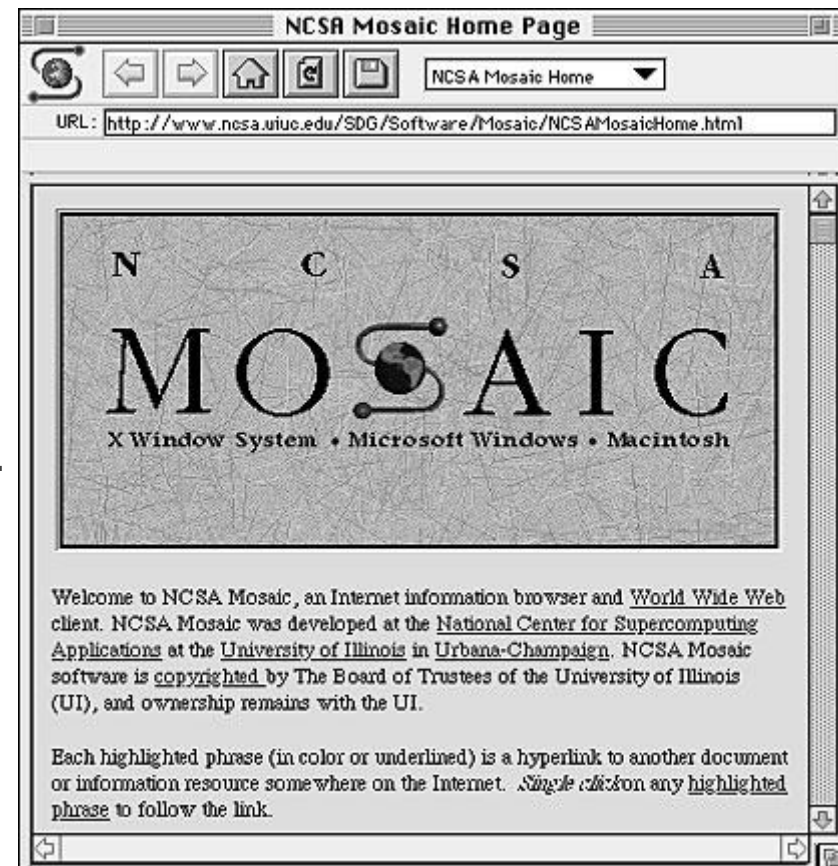 NCSA Mosaic Home Page
NCSA Mosaic Home
URL: http://www.ncsa.uiuc.edu/SDG/Software/Mosaic/NCSAMosaicHome.html
N C S A
MOSAIC
X Window System • Microsoft Windows • Macintosh
Welcome to NCSA Mosaic, an Internet information browser and World Wide Web
client. NCSA Mosaic was developed at the National Center for Supercomputing
Applications at the University of Illinois in Urbana-Champaign. NCSA Mosaic
software is copyrighted by The Board of Trustees of the University of Illinois
(UI), and ownership remains with the UI.
Each highlighted phrase (in color or underlined) is a hyperlink to another document
or information resource somewhere on the Internet. Single click on any highlighted
phrase to follow the link.